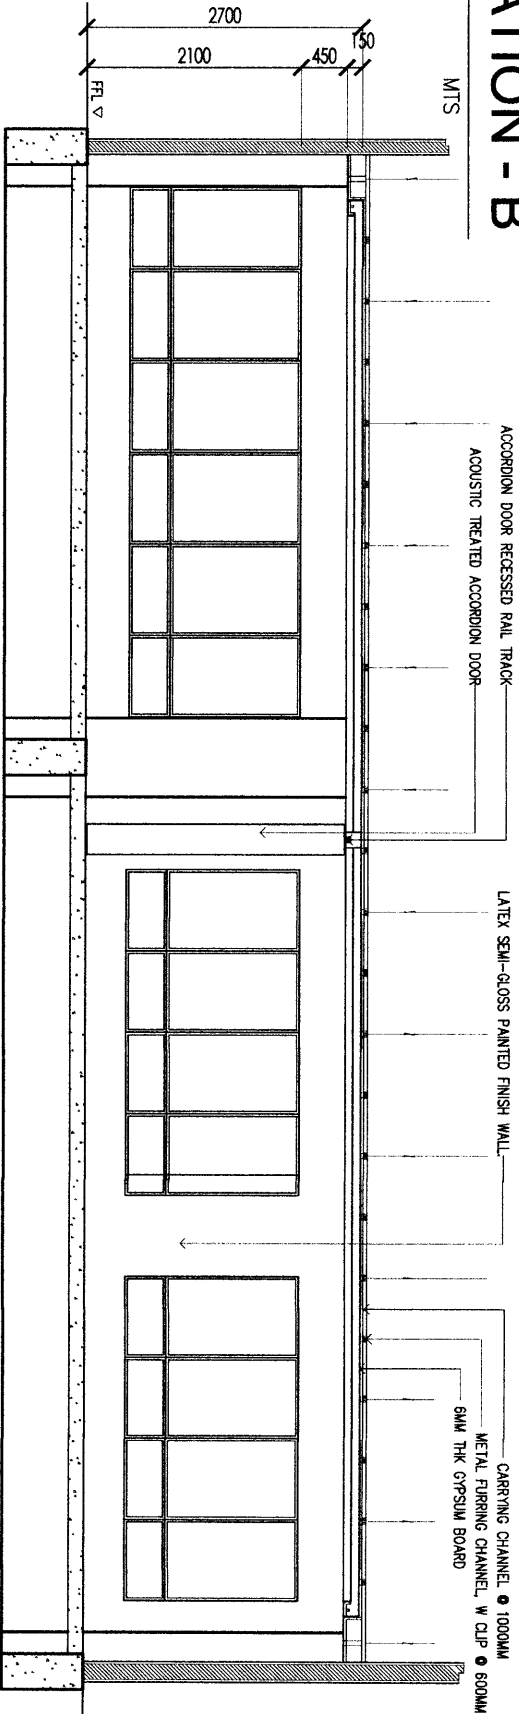 ATION - B
MTS
2700
2100
450
150
FFL
ACCORDION DOOR RECESSED RAIL TRACK
ACOUSTIC TREATED ACCORDION DOOR
LATEX SEMI-GLOSS PAINTED FINISH WALL
CARRYING CHANNEL @ 1000MM
METAL FURRING CHANNEL, W CLIP @ 600MM
6MM THK GYPSUM BOARD